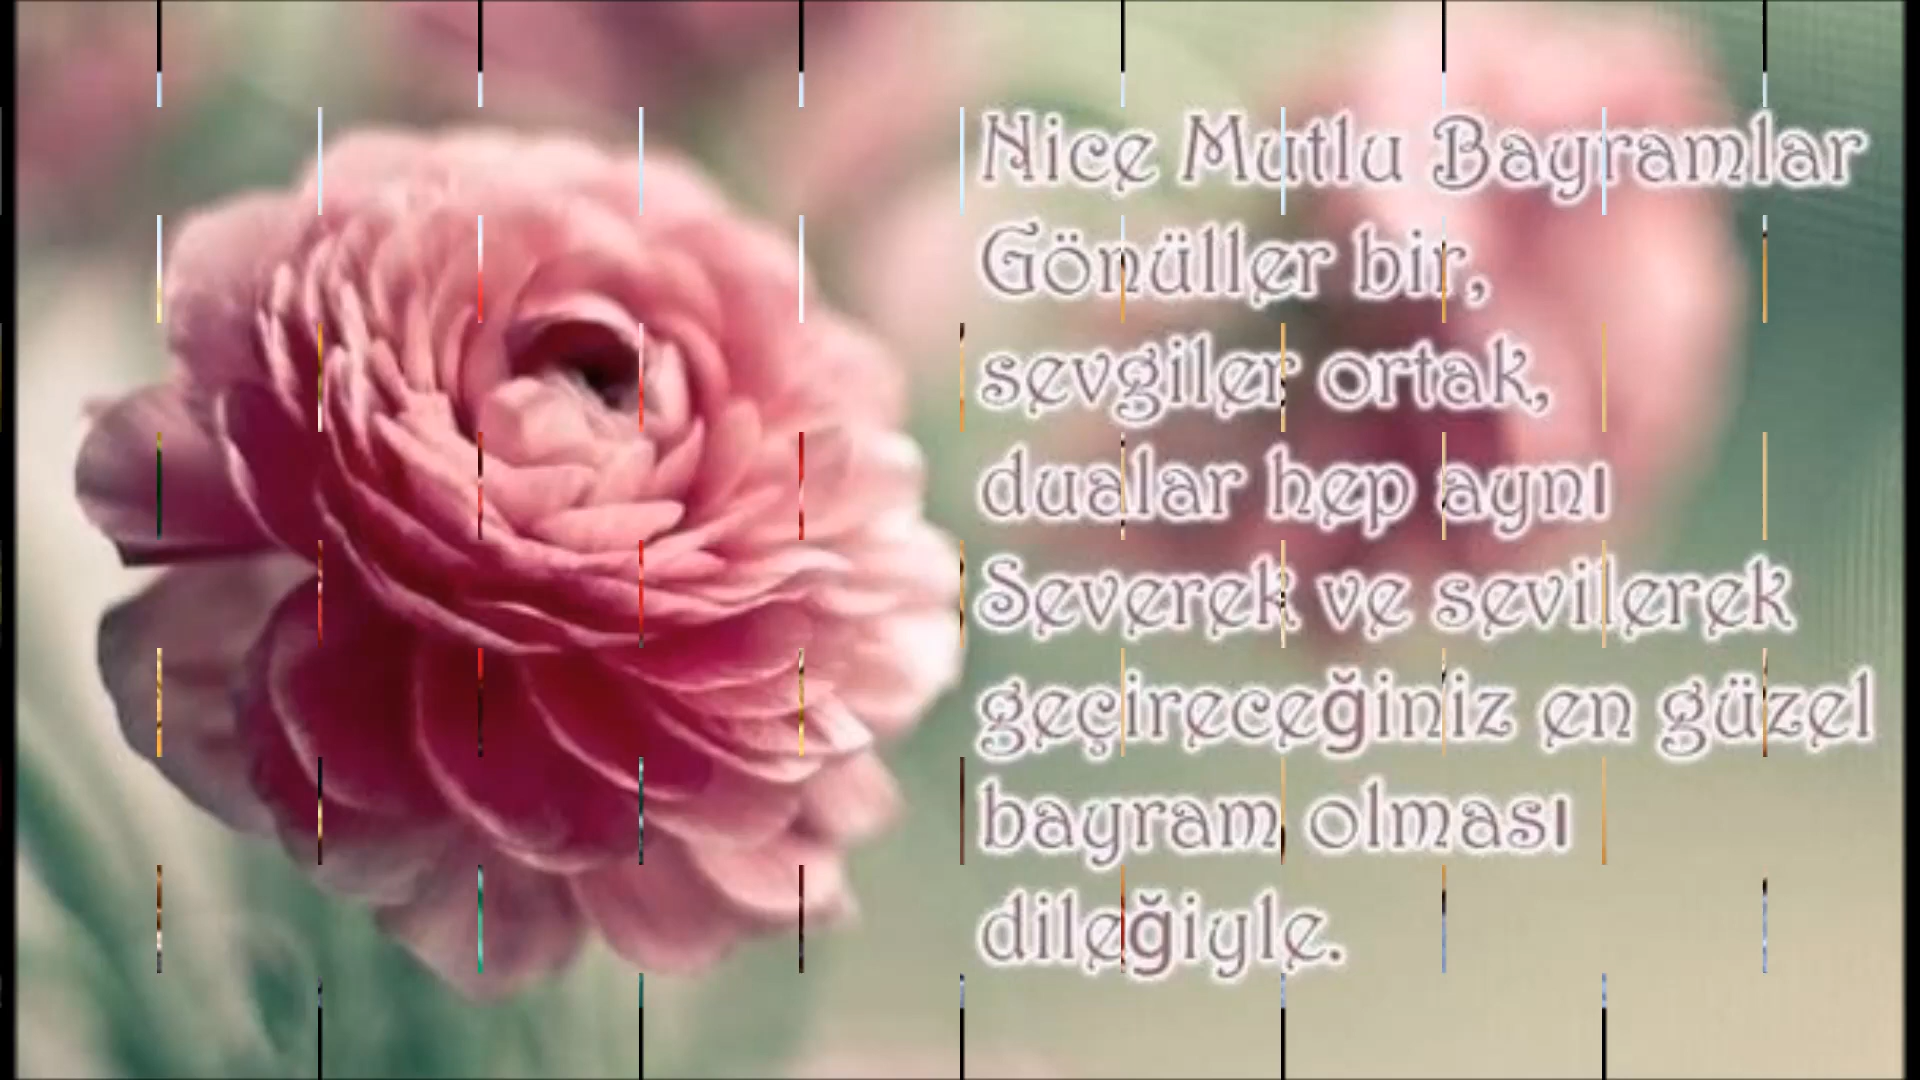 Nice Mutlu Bayramlar
Gönüller bir,
sevgiler ortak,
dualar hep aynı
Severek ve sevilerek
geçireceğiniz en güzel
bayram olması
dileğiyle.